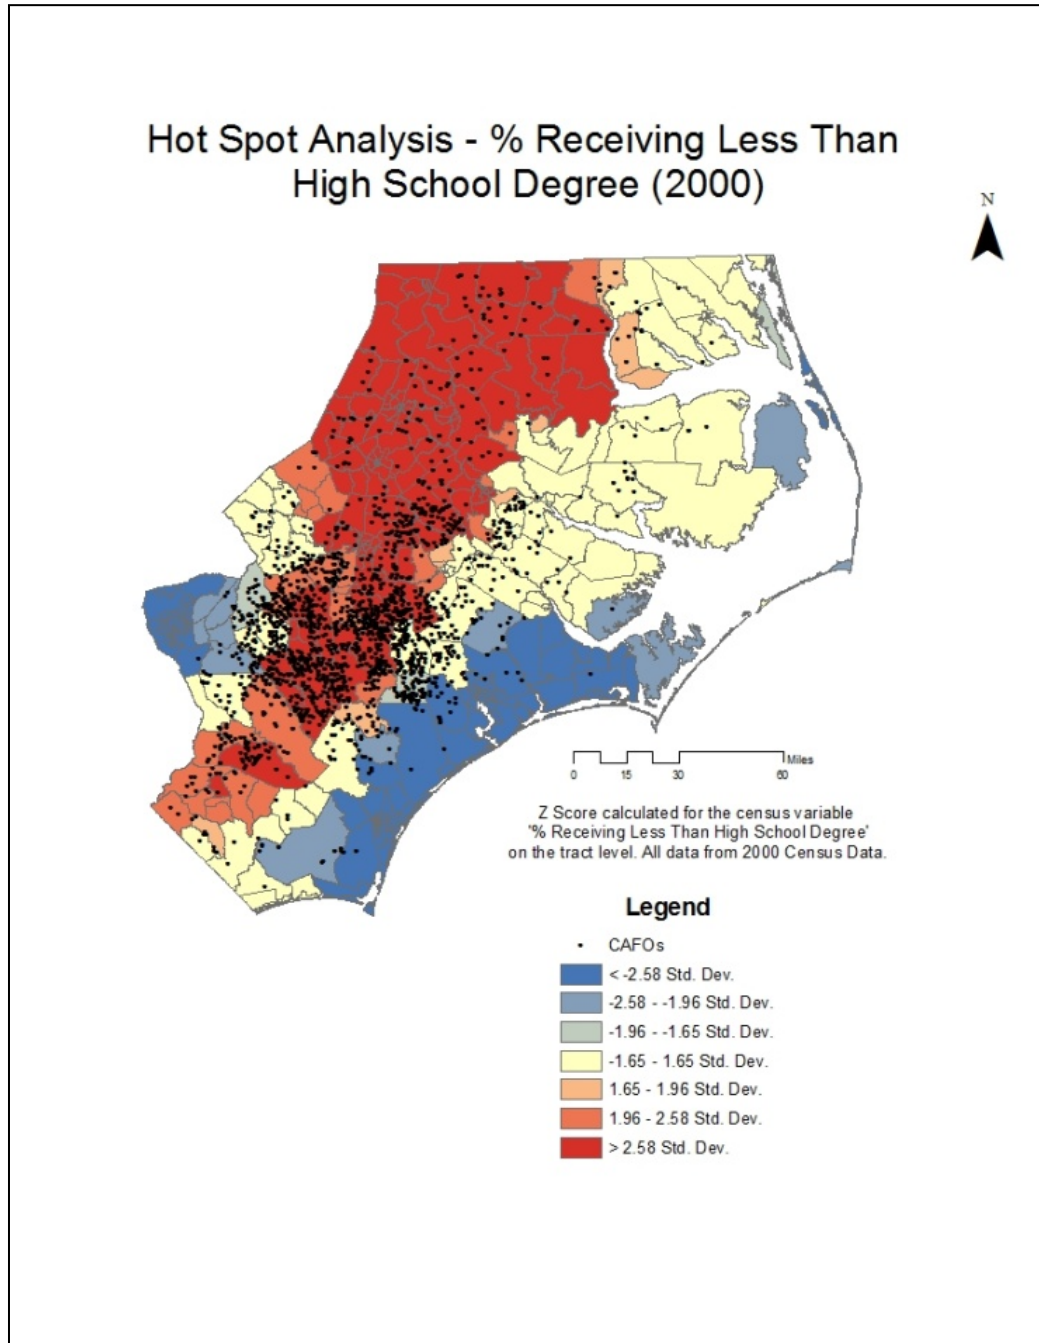 Hot Spot Analysis - % Receiving Less Than
High School Degree (2000)
N
Miles
0 15 30 60
Z Score calculated for the census variable
'% Receiving Less Than High School Degree'
on the tract level. All data from 2000 Census Data.
Legend
CAFOs
< -2.58 Std. Dev.
-2.58 - -1.96 Std. Dev.
-1.96 - -1.65 Std. Dev.
-1.65 - 1.65 Std. Dev.
1.65 - 1.96 Std. Dev.
1.96 - 2.58 Std. Dev.
> 2.58 Std. Dev.